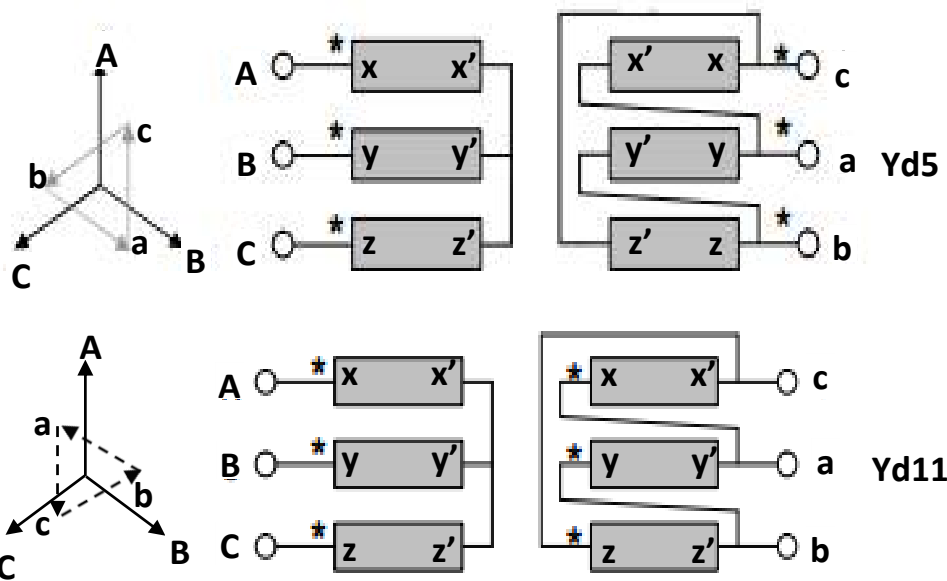 A
c
b
a
C
B
A * x x'
B * y y'
C * z z'
x' x * c
y' y * a
z' z * b
Yd5
A
a
b
c
C
B
A * x x'
B * y y'
C * z z'
* x x' c
* y y' a
* z z' b
Yd11